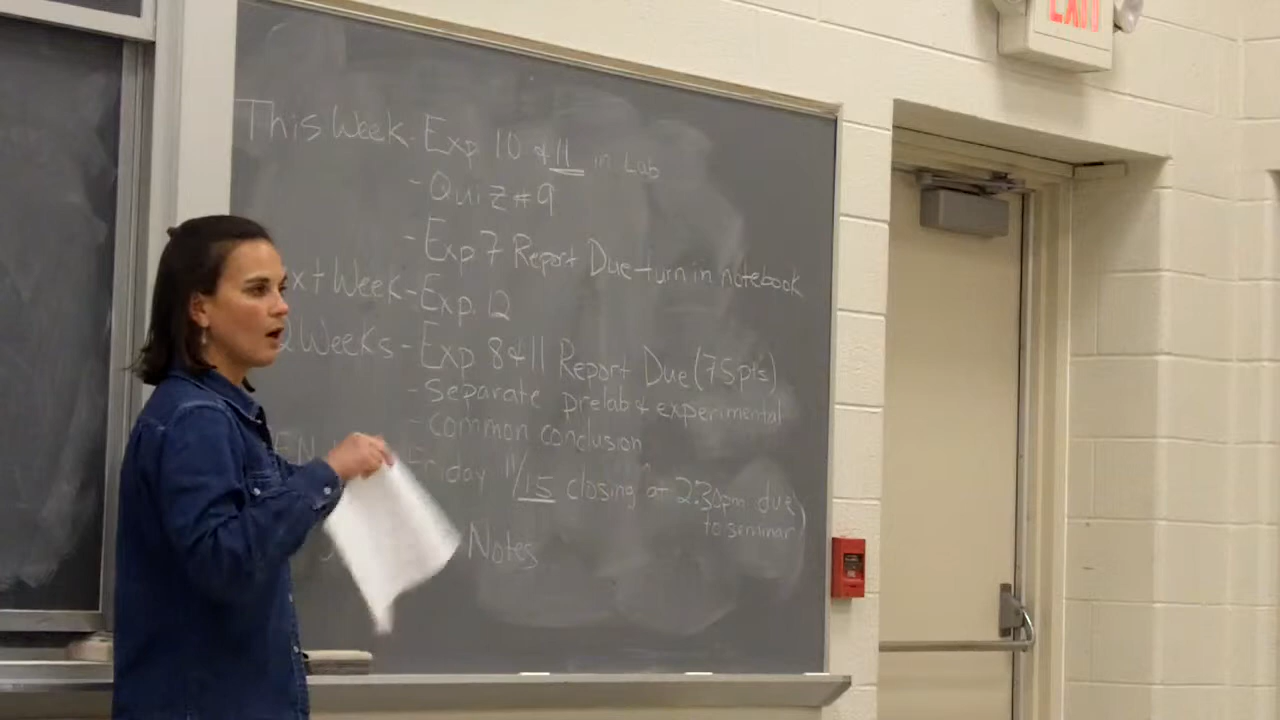 EXIT
This Week - Exp 10 & 11 in Lab
- Quiz #9
- Exp 7 Report Due - turn in notebook
Week - Exp. 12
Weeks - Exp 8 & 11 Report Due (75pts)
- separate prelab & experimental
- common conclusion
Friday 11/15 closing at 2:30pm due
to seminar)
Notes